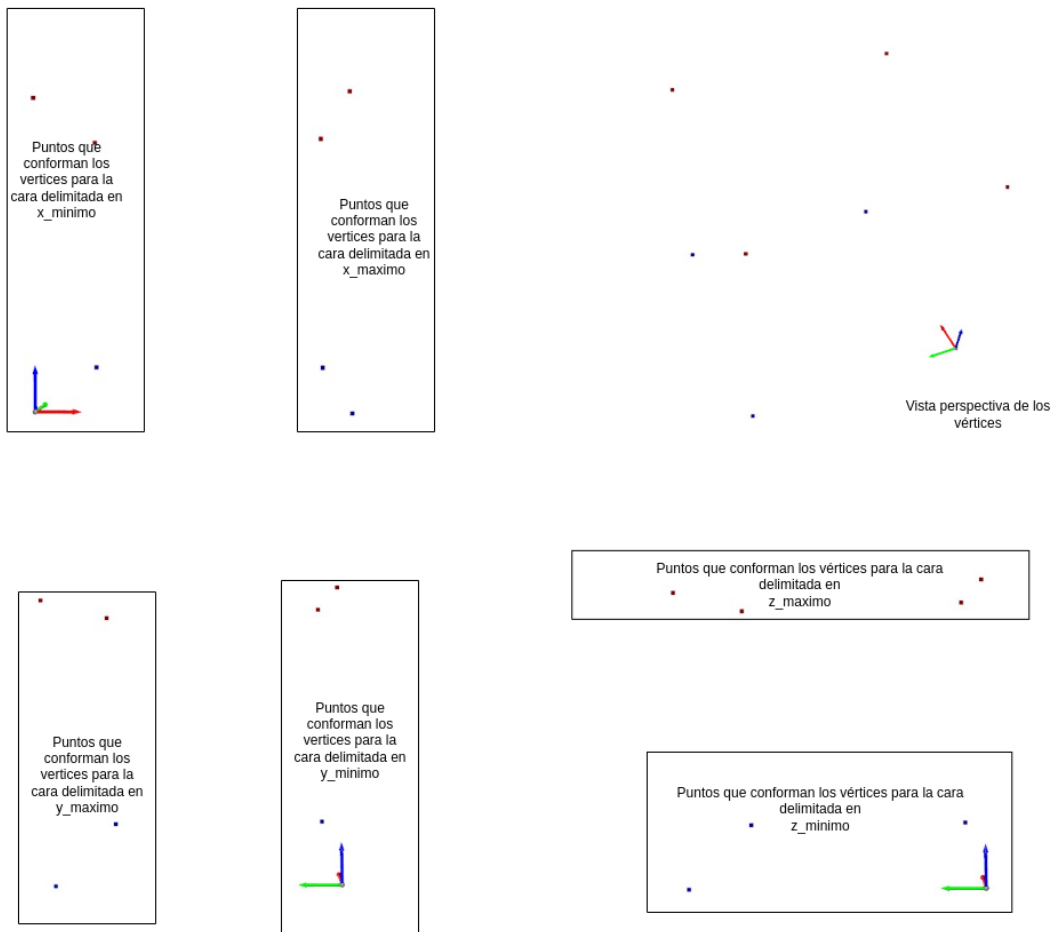 Puntos que
conforman los
vertices para la
cara delimitada en
x_minimo
Puntos que
conforman los
vertices para la
cara delimitada en
x_maximo
Vista perspectiva de los
vértices
Puntos que
conforman los
vertices para la
cara delimitada en
y_maximo
Puntos que
conforman los
vertices para la
cara delimitada en
y_minimo
Puntos que conforman los vértices para la cara
delimitada en
z_maximo
Puntos que conforman los vértices para la cara
delimitada en
z_minimo